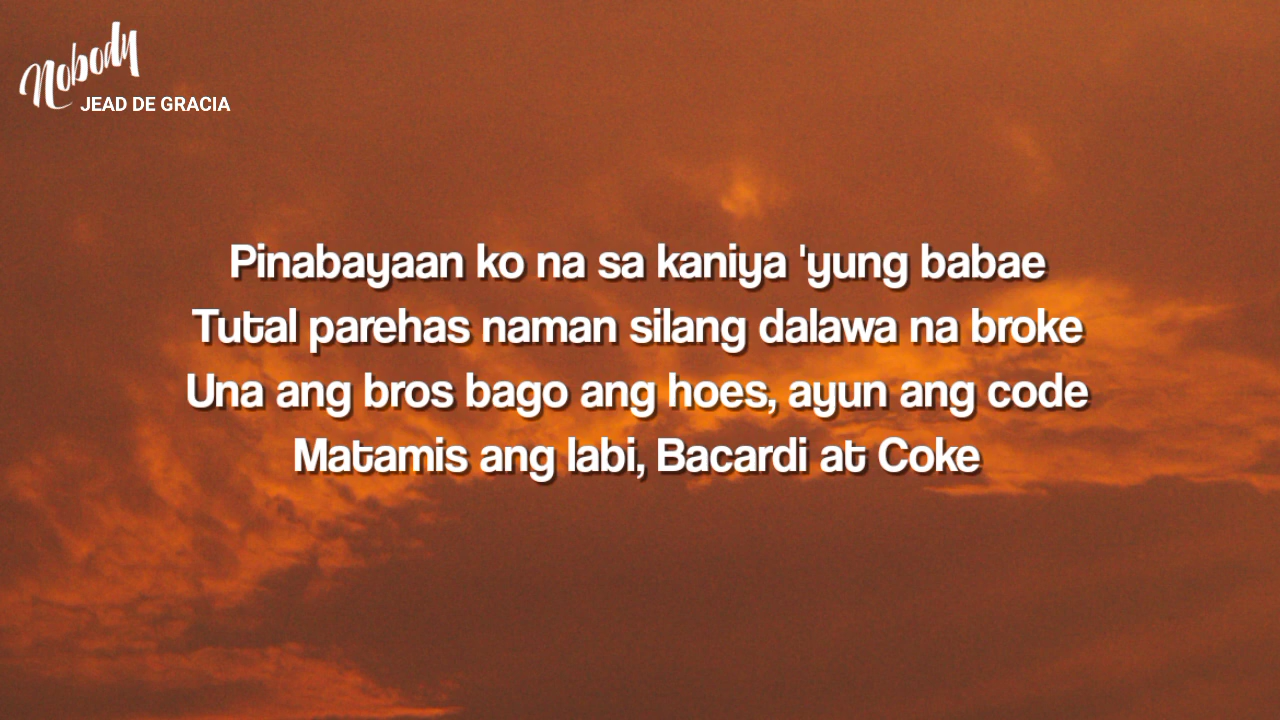 Nobody
JEAD DE GRACIA
Pinabayaan ko na sa kaniya 'yung babae
Tutal parehas naman silang dalawa na broke
Una ang bros bago ang hoes, ayun ang code
Matamis ang labi, Bacardi at Coke